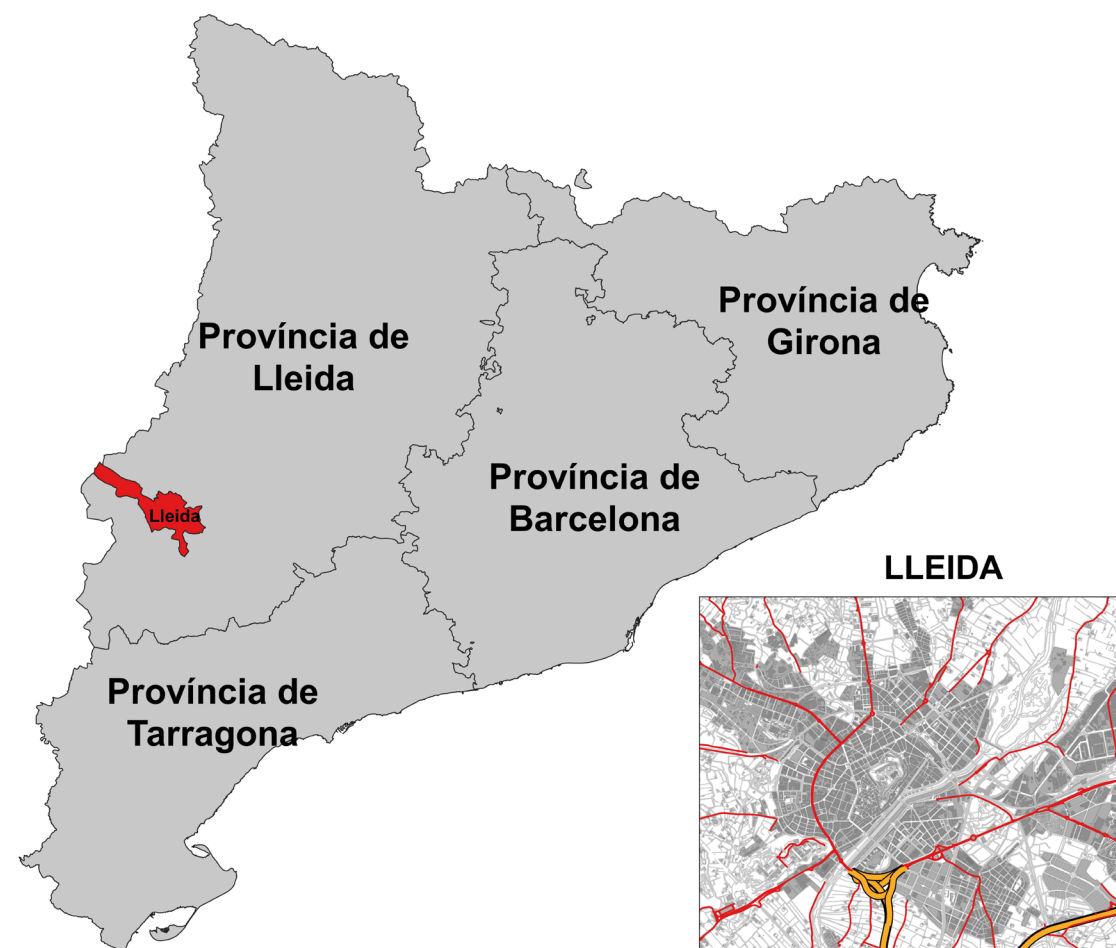 Província de
Girona
Província de
Lleida
Província de
Barcelona
Lleida
LLEIDA
Província de
Tarragona